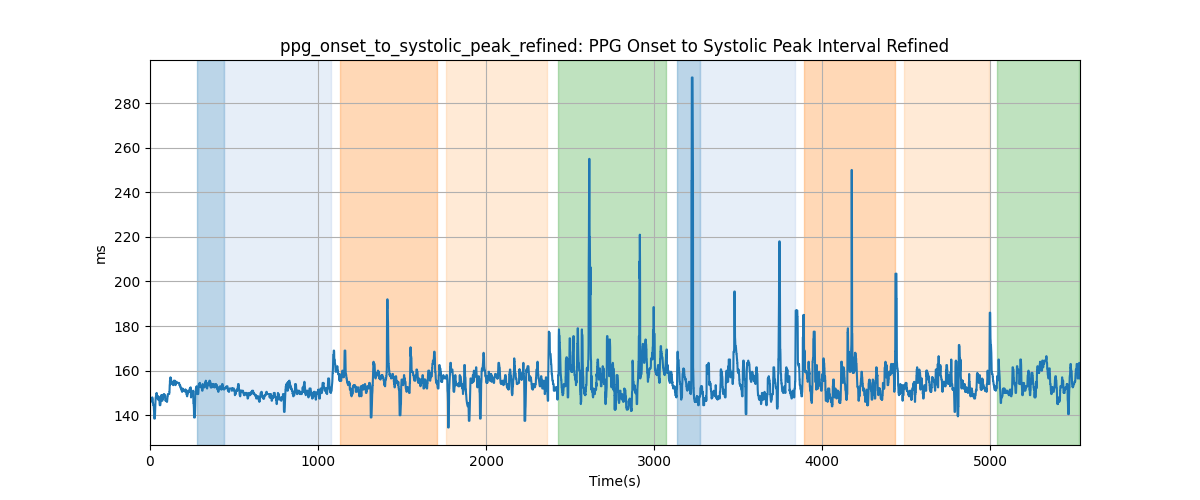 ppg_onset_to_systolic_peak_refined: PPG Onset to Systolic Peak Interval Refined
280
260
240
220
200
180
160
140
ms
0 1000 2000 3000 4000 5000
Time(s)